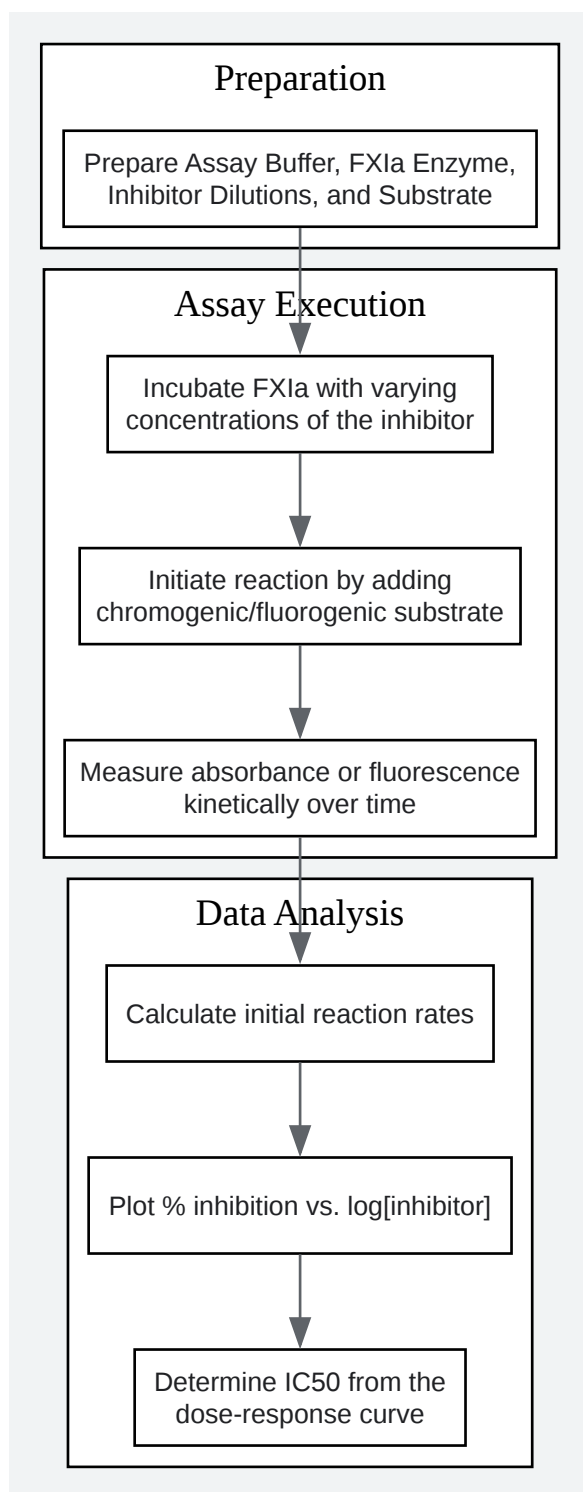 Preparation
Prepare Assay Buffer, FXIa Enzyme,
Inhibitor Dilutions, and Substrate
Assay Execution
Incubate FXIa with varying
concentrations of the inhibitor
Initiate reaction by adding
chromogenic/fluorogenic substrate
Measure absorbance or fluorescence
kinetically over time
Data Analysis
Calculate initial reaction rates
Plot % inhibition vs. log[inhibitor]
Determine IC50 from the
dose-response curve